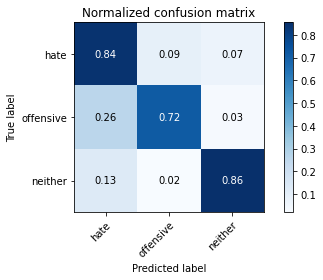 Normalized confusion matrix
True label
hate 0.84 0.09 0.07
offensive 0.26 0.72 0.03
neither 0.13 0.02 0.86
hate offensive neither
Predicted label
0.8
0.7
0.6
0.5
0.4
0.3
0.2
0.1